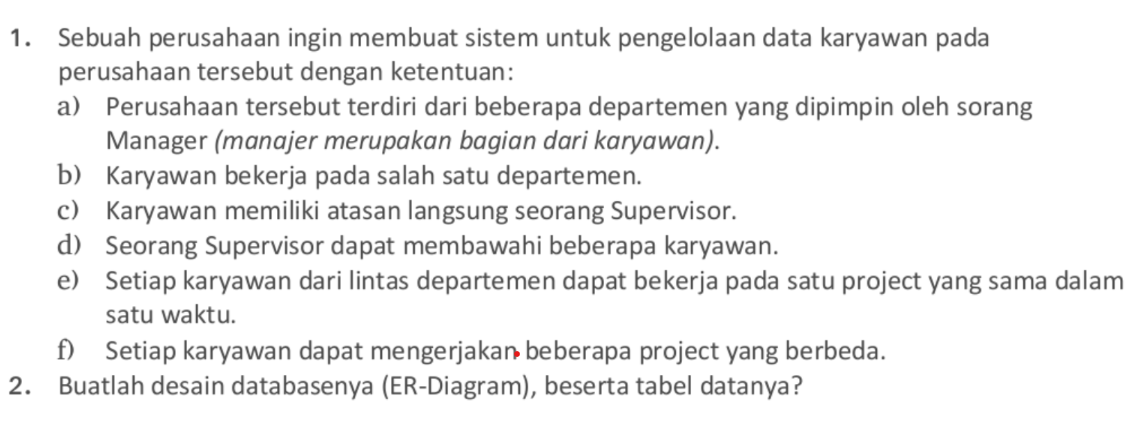 1. Sebuah perusahaan ingin membuat sistem untuk pengelolaan data karyawan pada
perusahaan tersebut dengan ketentuan:
a) Perusahaan tersebut terdiri dari beberapa departemen yang dipimpin oleh sorang
Manager (manajer merupakan bagian dari karyawan).
b) Karyawan bekerja pada salah satu departemen.
c) Karyawan memiliki atasan langsung seorang Supervisor.
d) Seorang Supervisor dapat membawahi beberapa karyawan.
e) Setiap karyawan dari lintas departemen dapat bekerja pada satu project yang sama dalam
satu waktu.
f) Setiap karyawan dapat mengerjakan beberapa project yang berbeda.
2. Buatlah desain databasenya (ER-Diagram), beserta tabel datanya?